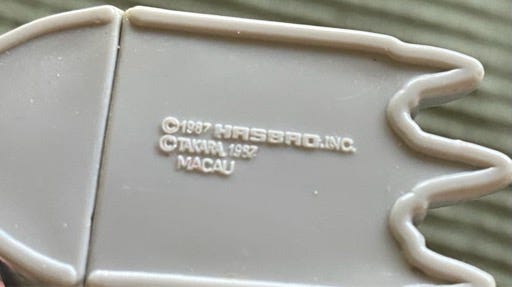 ©1987 HASBRO, INC.
©TAKARA, 1987
MACAU